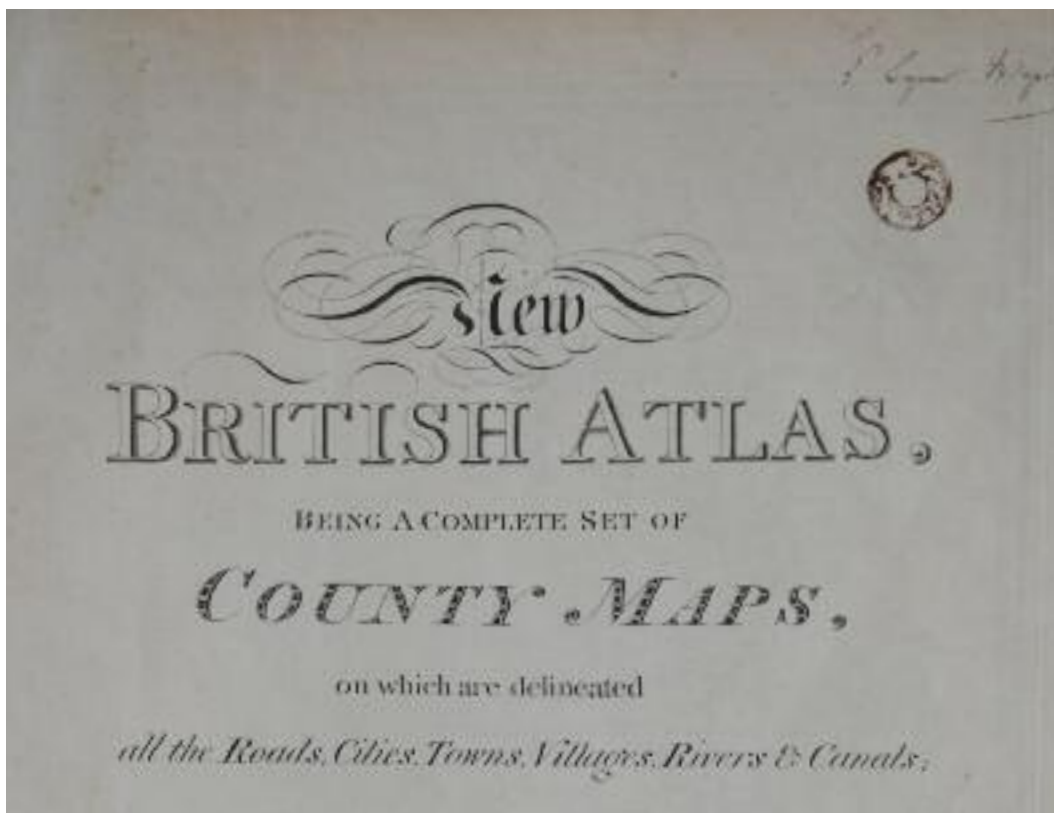 New
BRITISH ATLAS,
BEING A COMPLETE SET OF
COUNTY MAPS,
on which are delineated
all the Roads, Cities, Towns, Villages, Rivers & Canals;